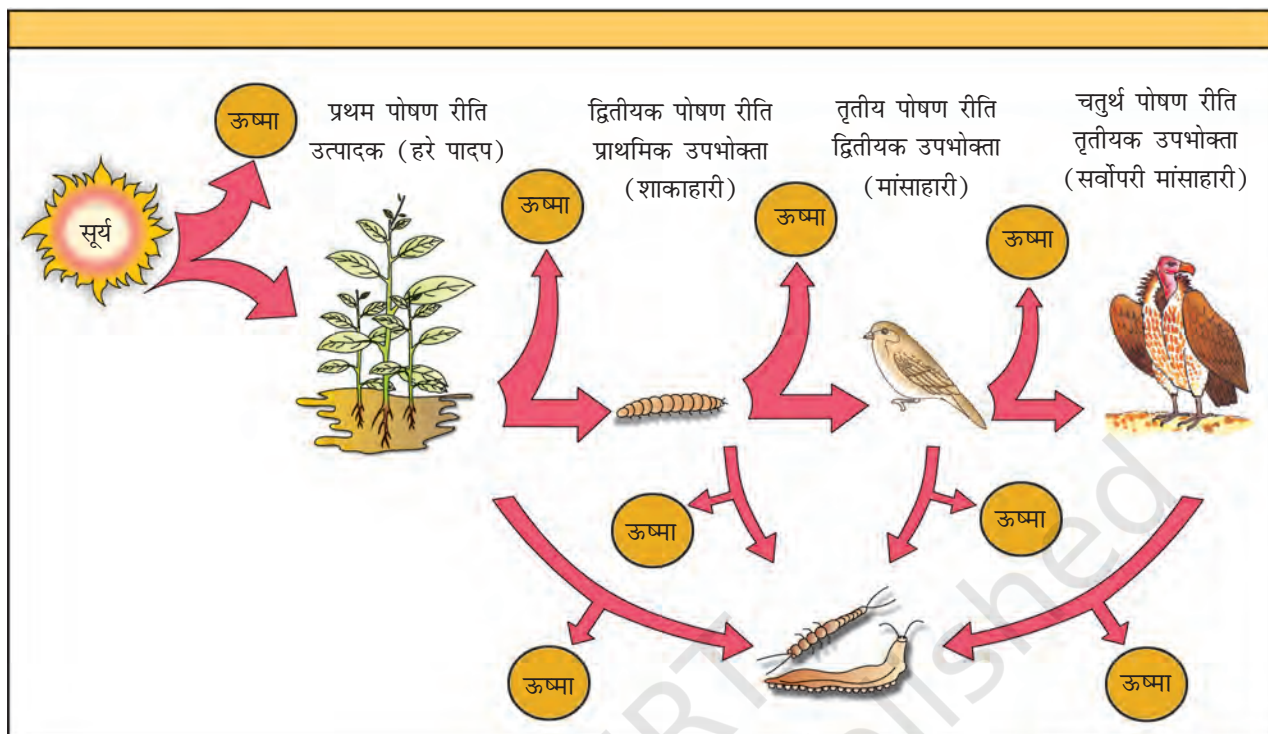 ऊष्मा
सूर्य
प्रथम पोषण रीति
उत्पादक (हरे पादप)
ऊष्मा
द्वितीयक पोषण रीति
प्राथमिक उपभोक्ता
(शाकाहारी)
ऊष्मा
तृतीय पोषण रीति
द्वितीयक उपभोक्ता
(मांसाहारी)
ऊष्मा
चतुर्थ पोषण रीति
तृतीयक उपभोक्ता
(सर्वोपरी मांसाहारी)
ऊष्मा
ऊष्मा
ऊष्मा
ऊष्मा